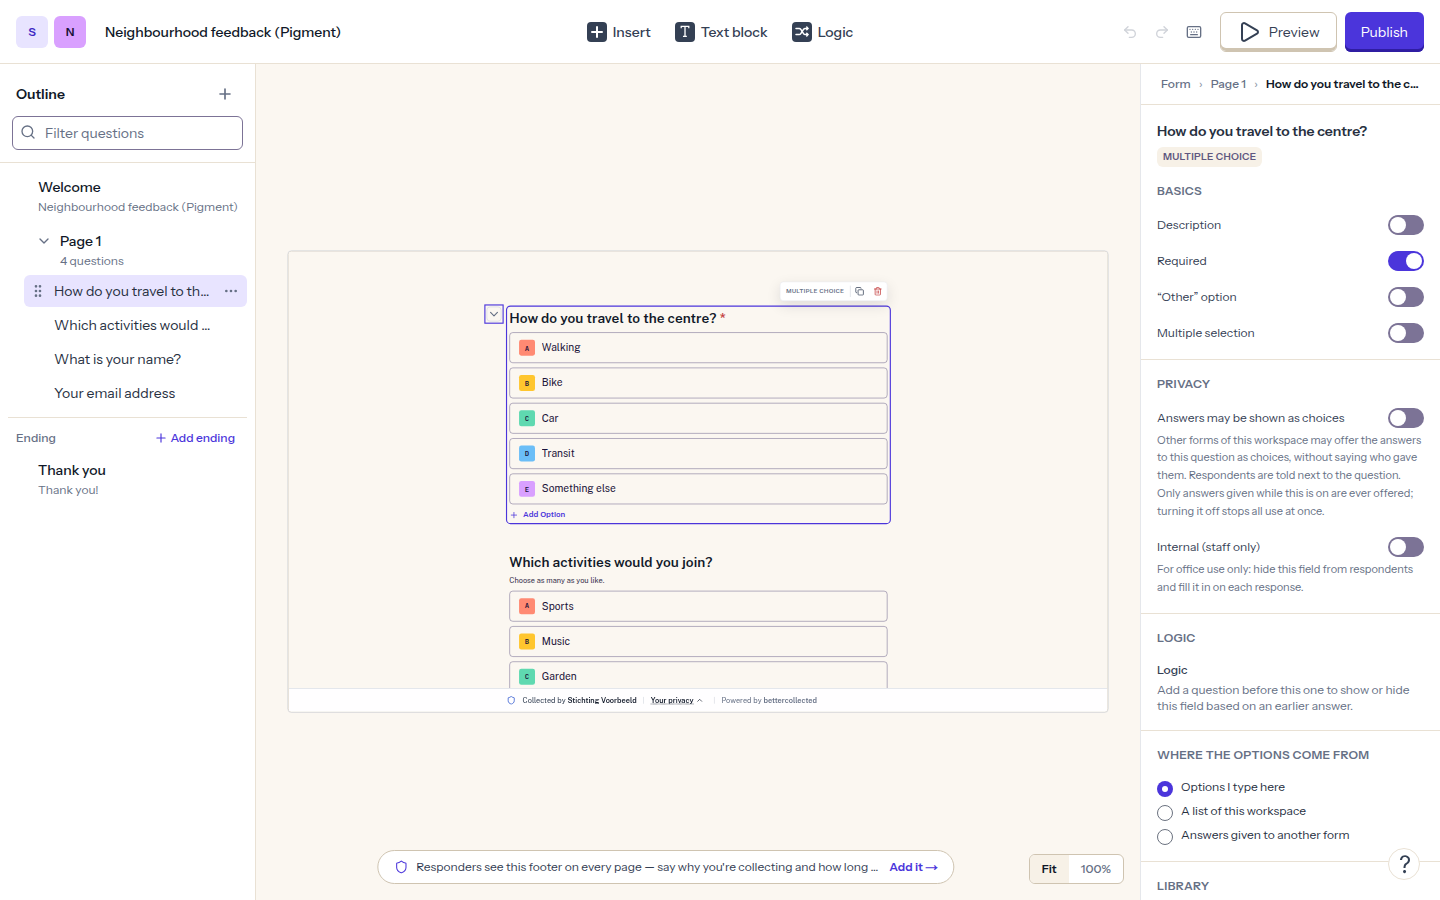 S
N
Neighbourhood feedback (Pigment)
Insert
Text block
Logic
Preview
Publish
Outline
Filter questions
Welcome
Neighbourhood feedback (Pigment)
Page 1
4 questions
How do you travel to th...
Which activities would ...
What is your name?
Your email address
Ending
Add ending
Thank you
Thank you!
MULTIPLE CHOICE
How do you travel to the centre? *
A Walking
B Bike
C Car
D Transit
E Something else
Add Option
Which activities would you join?
Choose as many as you like.
A Sports
B Music
C Garden
Collected by Stichting Voorbeeld
Your privacy
Powered by bettercollected
Responders see this footer on every page — say why you're collecting and how long ...
Add it →
Fit
100%
Form › Page 1 › How do you travel to the c...
How do you travel to the centre?
MULTIPLE CHOICE
BASICS
Description
Required
“Other” option
Multiple selection
PRIVACY
Answers may be shown as choices
Other forms of this workspace may offer the answers
to this question as choices, without saying who gave
them. Respondents are told next to the question.
Only answers given while this is on are ever offered;
turning it off stops all use at once.
Internal (staff only)
For office use only: hide this field from respondents
and fill it in on each response.
LOGIC
Logic
Add a question before this one to show or hide
this field based on an earlier answer.
WHERE THE OPTIONS COME FROM
Options I type here
A list of this workspace
Answers given to another form
?
LIBRARY